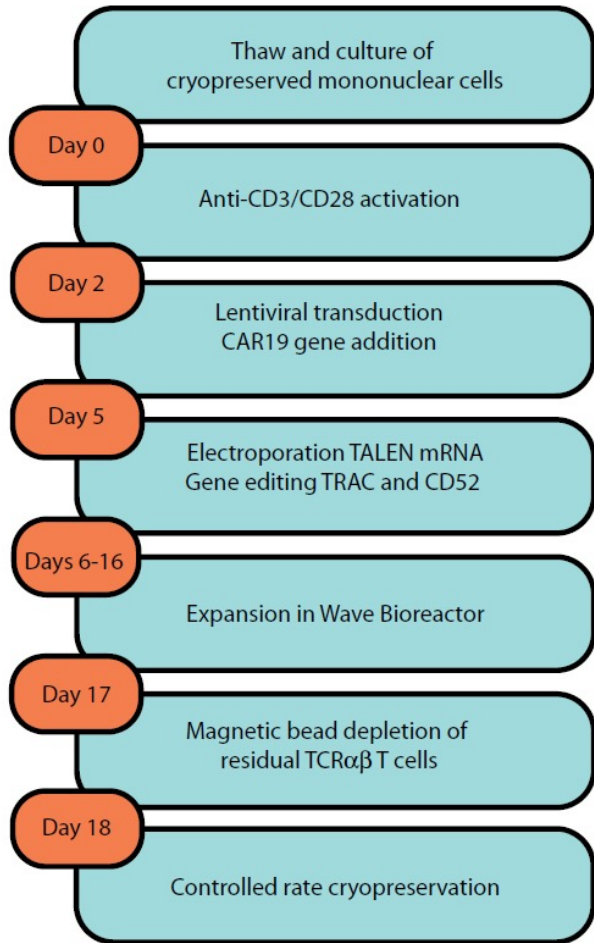 Thaw and culture of
cryopreserved mononuclear cells
Day 0
Anti-CD3/CD28 activation
Day 2
Lentiviral transduction
CAR19 gene addition
Day 5
Electroporation TALEN mRNA
Gene editing TRAC and CD52
Days 6-16
Expansion in Wave Bioreactor
Day 17
Magnetic bead depletion of
residual TCRαβ T cells
Day 18
Controlled rate cryopreservation